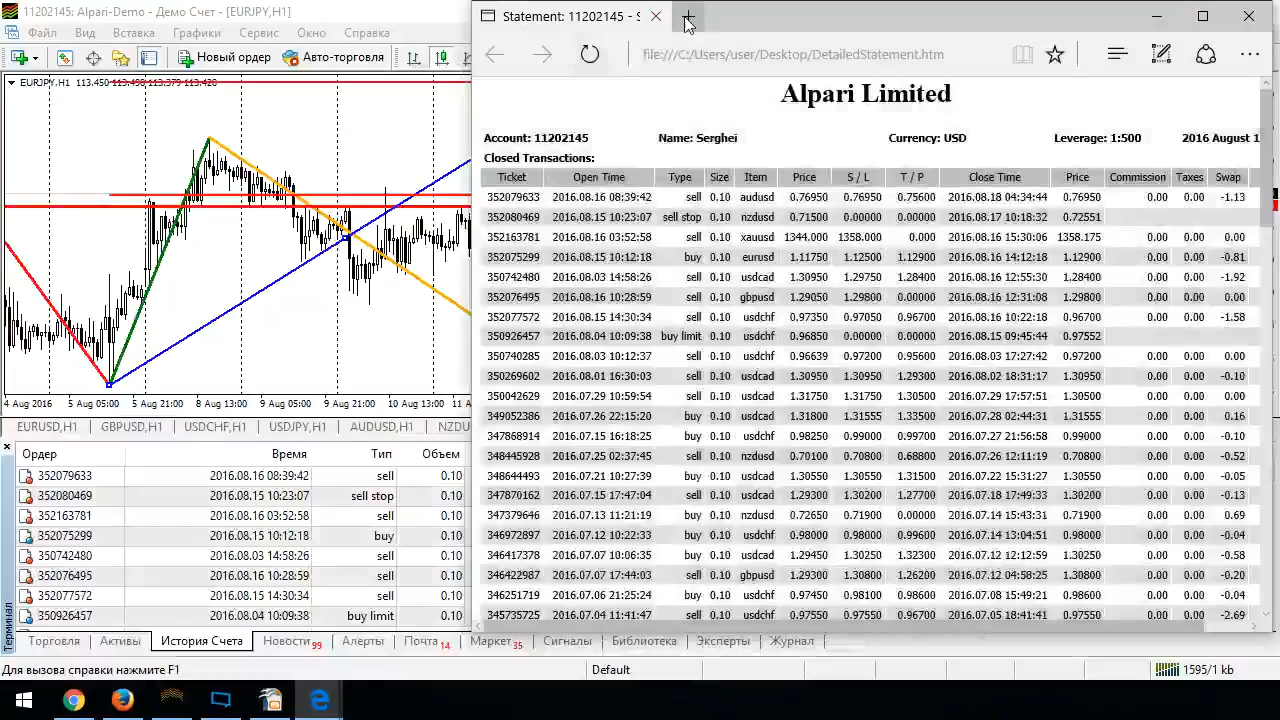 11202145: Alpari-Demo - Демо Счет - [EURJPY,H1]
Файл Вид Вставка Графики Сервис Окно Справка
Новый ордер Авто-торговля
EURJPY,H1 113.450 113.498 113.379 113.420
4 Aug 2016 5 Aug 05:00 5 Aug 21:00 8 Aug 13:00 9 Aug 05:00 9 Aug 21:00 10 Aug 13:00 11 A
EURUSD,H1 GBPUSD,H1 USDCHF,H1 USDJPY,H1 AUDUSD,H1 NZDU
Ордер Время Тип Объем
352079633 2016.08.16 08:39:42 sell 0.10
352080469 2016.08.15 10:23:07 sell stop 0.10
352163781 2016.08.16 03:52:58 sell 0.10
352075299 2016.08.15 10:12:18 buy 0.10
350742480 2016.08.03 14:58:26 sell 0.10
352076495 2016.08.16 10:28:59 sell 0.10
352077572 2016.08.15 14:30:34 sell 0.10
350926457 2016.08.04 10:09:38 buy limit 0.10
Терминал
Торговля Активы История Счета Новости 99 Алерты Почта 14 Маркет 35 Сигналы Библиотека Эксперты Журнал
Для вызова справки нажмите F1 Default 1595/1 kb
Statement: 11202145 - S
file:///C:/Users/user/Desktop/DetailedStatement.htm
Alpari Limited
Account: 11202145 Name: Serghei Currency: USD Leverage: 1:500 2016 August 1
Closed Transactions:
Ticket Open Time Type Size Item Price S / L T / P Close Time Price Commission Taxes Swap
352079633 2016.08.16 08:39:42 sell 0.10 audusd 0.76950 0.76950 0.75600 2016.08.18 04:34:44 0.76950 0.00 0.00 -1.13
352080469 2016.08.15 10:23:07 sell stop 0.10 nzdusd 0.71500 0.00000 0.00000 2016.08.17 10:18:32 0.72551
352163781 2016.08.16 03:52:58 sell 0.10 xauusd 1344.000 1358.000 0.000 2016.08.16 15:30:06 1358.175 0.00 0.00 0.00
352075299 2016.08.15 10:12:18 buy 0.10 eurusd 1.11750 1.12500 1.12900 2016.08.16 14:12:18 1.12900 0.00 0.00 -0.81
350742480 2016.08.03 14:58:26 sell 0.10 usdcad 1.30950 1.29750 1.28400 2016.08.16 12:55:30 1.28400 0.00 0.00 -1.92
352076495 2016.08.16 10:28:59 sell 0.10 gbpusd 1.29050 1.29800 0.00000 2016.08.16 12:31:08 1.29800 0.00 0.00 0.00
352077572 2016.08.15 14:30:34 sell 0.10 usdchf 0.97350 0.97050 0.96700 2016.08.16 10:22:18 0.96700 0.00 0.00 -1.58
350926457 2016.08.04 10:09:38 buy limit 0.10 usdchf 0.96850 0.00000 0.00000 2016.08.15 09:45:44 0.97552
350740285 2016.08.03 10:12:37 sell 0.10 usdchf 0.96639 0.97200 0.95600 2016.08.03 17:27:42 0.97200 0.00 0.00 0.00
350269602 2016.08.01 16:30:03 sell 0.10 usdcad 1.30950 1.30950 1.29300 2016.08.02 18:31:17 1.30950 0.00 0.00 -0.10
350042629 2016.07.29 10:59:54 sell 0.10 usdcad 1.31750 1.31750 1.30500 2016.07.29 17:57:51 1.30500 0.00 0.00 0.00
349052386 2016.07.26 22:15:20 buy 0.10 usdcad 1.31800 1.31555 1.33500 2016.07.28 02:44:31 1.31555 0.00 0.00 0.16
347868914 2016.07.15 16:18:25 buy 0.10 usdchf 0.98250 0.99000 0.99700 2016.07.27 21:56:58 0.99000 0.00 0.00 -0.10
348445928 2016.07.25 02:37:45 sell 0.10 nzdusd 0.70100 0.70800 0.68800 2016.07.26 12:11:19 0.70800 0.00 0.00 -0.52
348644493 2016.07.21 10:27:39 buy 0.10 usdcad 1.30550 1.30550 1.31500 2016.07.22 15:31:27 1.30550 0.00 0.00 -0.05
347870162 2016.07.15 17:47:04 sell 0.10 usdcad 1.29300 1.30200 1.27700 2016.07.18 17:49:33 1.30200 0.00 0.00 -0.13
347379646 2016.07.13 11:21:19 buy 0.10 nzdusd 0.72650 0.71900 0.00000 2016.07.14 15:43:31 0.71900 0.00 0.00 0.69
346972897 2016.07.12 10:22:33 buy 0.10 usdchf 0.98000 0.98000 0.99600 2016.07.14 13:04:51 0.98000 0.00 0.00 -0.04
346417378 2016.07.07 10:06:35 buy 0.10 usdcad 1.29450 1.30250 1.32300 2016.07.12 12:12:59 1.30250 0.00 0.00 -0.58
346422987 2016.07.07 17:44:03 sell 0.10 gbpusd 1.29300 1.30800 1.26200 2016.07.12 04:58:25 1.30800 0.00 0.00 -0.20
346251719 2016.07.06 21:25:24 buy 0.10 usdchf 0.97450 0.98100 0.98600 2016.07.08 15:49:21 0.98600 0.00 0.00 -0.04
345735725 2016.07.04 11:41:47 sell 0.10 usdchf 0.97550 0.97550 0.96700 2016.07.05 18:41:41 0.97550 0.00 0.00 -2.69